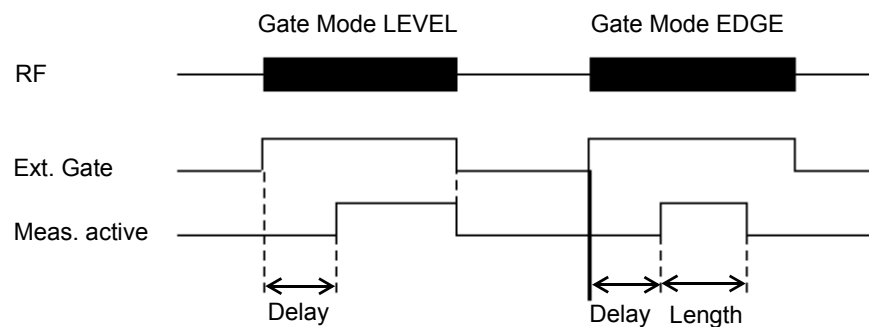 Gate Mode LEVEL Gate Mode EDGE
RF
Ext. Gate
Meas. active
Delay Delay Length